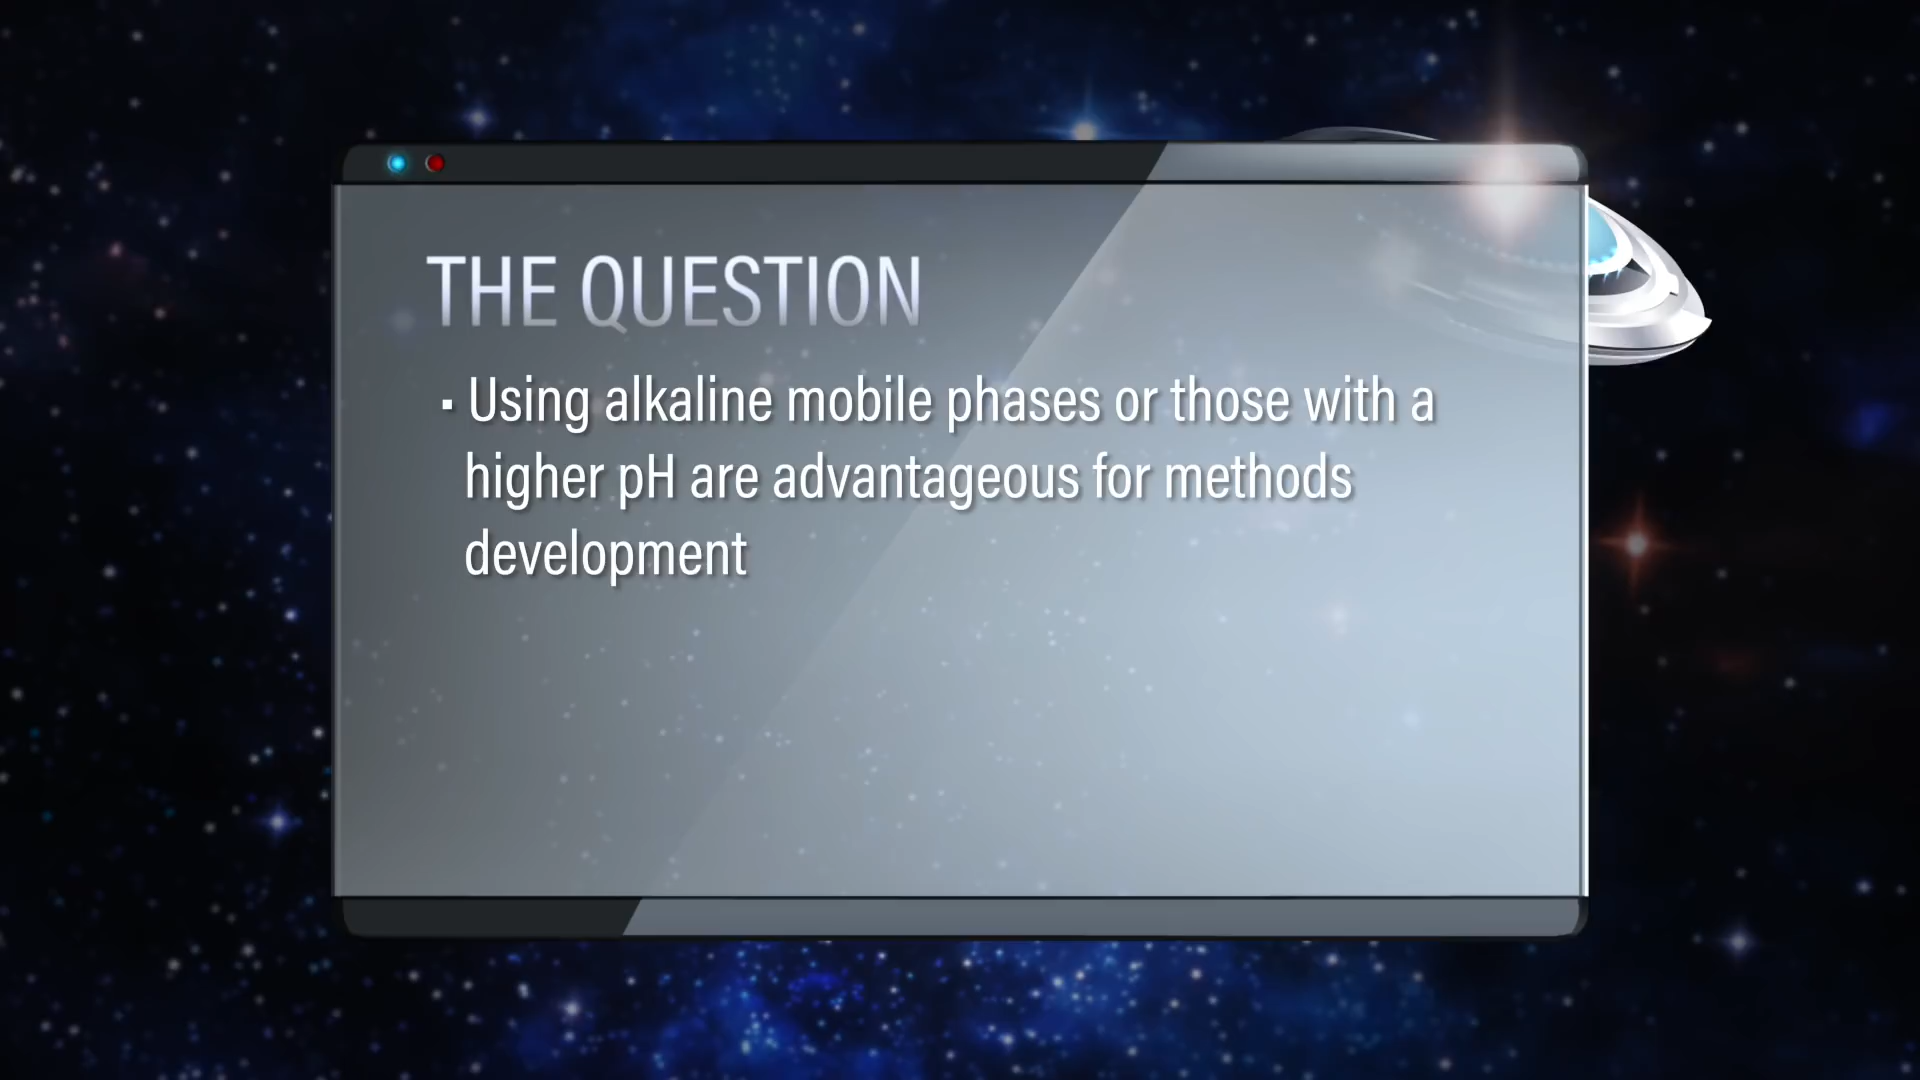 THE QUESTION
▪ Using alkaline mobile phases or those with a
higher pH are advantageous for methods
development